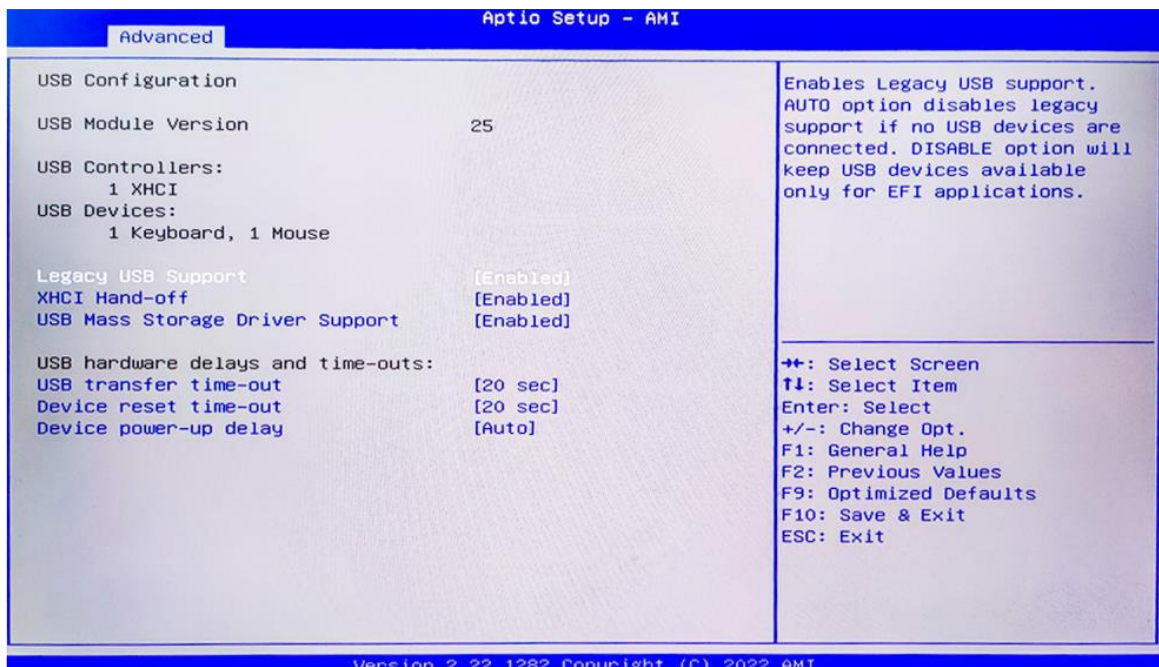 Aptio Setup - AMI
Advanced
USB Configuration
USB Module Version 25
USB Controllers:
1 XHCI
USB Devices:
1 Keyboard, 1 Mouse
Legacy USB Support [Enabled]
XHCI Hand-off [Enabled]
USB Mass Storage Driver Support [Enabled]
USB hardware delays and time-outs:
USB transfer time-out [20 sec]
Device reset time-out [20 sec]
Device power-up delay [Auto]
Enables Legacy USB support.
AUTO option disables legacy
support if no USB devices are
connected. DISABLE option will
keep USB devices available
only for EFI applications.
→←: Select Screen
↑↓: Select Item
Enter: Select
+/-: Change Opt.
F1: General Help
F2: Previous Values
F9: Optimized Defaults
F10: Save & Exit
ESC: Exit
Version 2.22.1282 Copyright (C) 2022 AMI